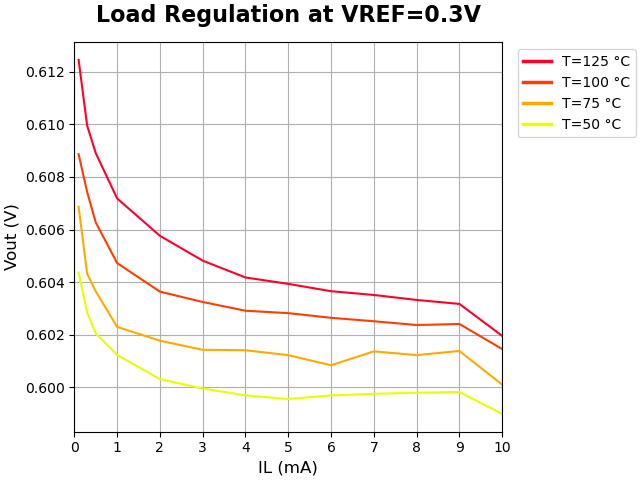 Load Regulation at VREF=0.3V
T=125 °C
T=100 °C
T=75 °C
T=50 °C
Vout (V)
0.612
0.610
0.608
0.606
0.604
0.602
0.600
0 1 2 3 4 5 6 7 8 9 10
IL (mA)